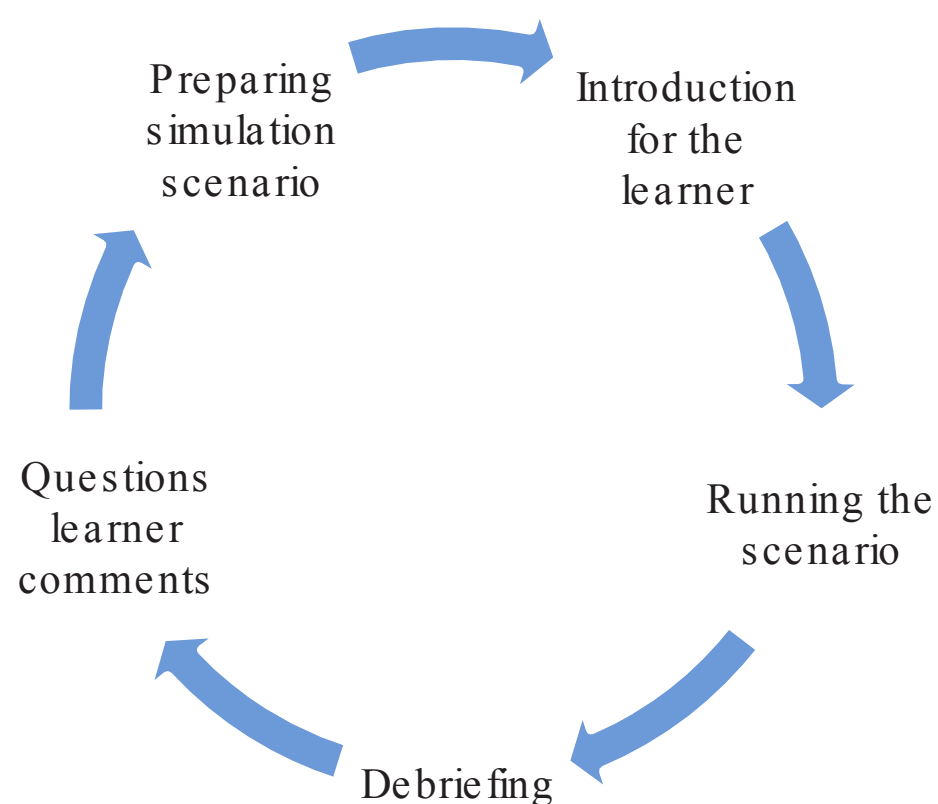 Preparing
simulation
scenario
Introduction
for the
learner
Running the
scenario
Debriefing
Questions
learner
comments